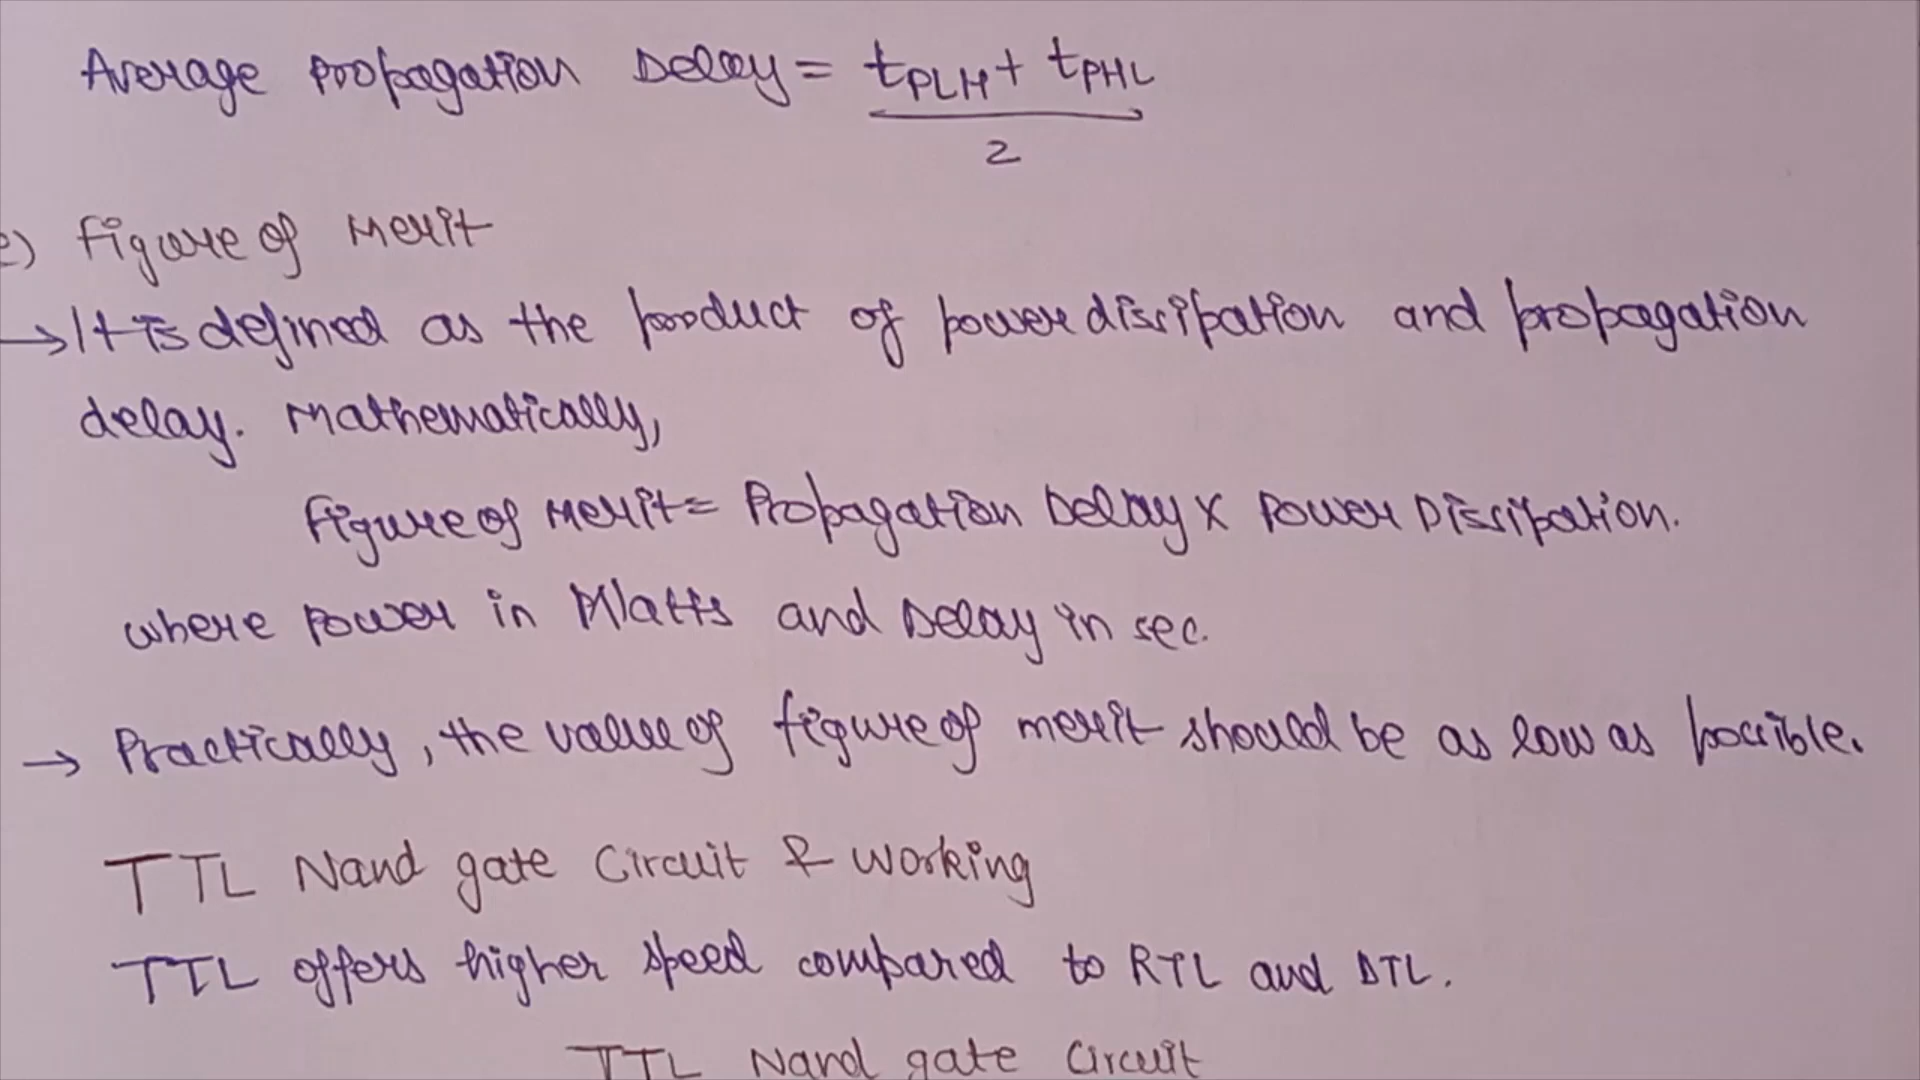 Average Propagation Delay = tPLH + tPHL
2
e) Figure of Merit
→ It is defined as the product of power dissipation and propagation
delay. Mathematically,
Figure of Merit = Propagation Delay x Power Dissipation.
where Power in Watts and Delay in sec.
→ Practically, the value of figure of merit should be as low as possible.
TTL Nand gate Circuit & Working
TTL offers higher speed compared to RTL and DTL.
TTL Nand gate Circuit